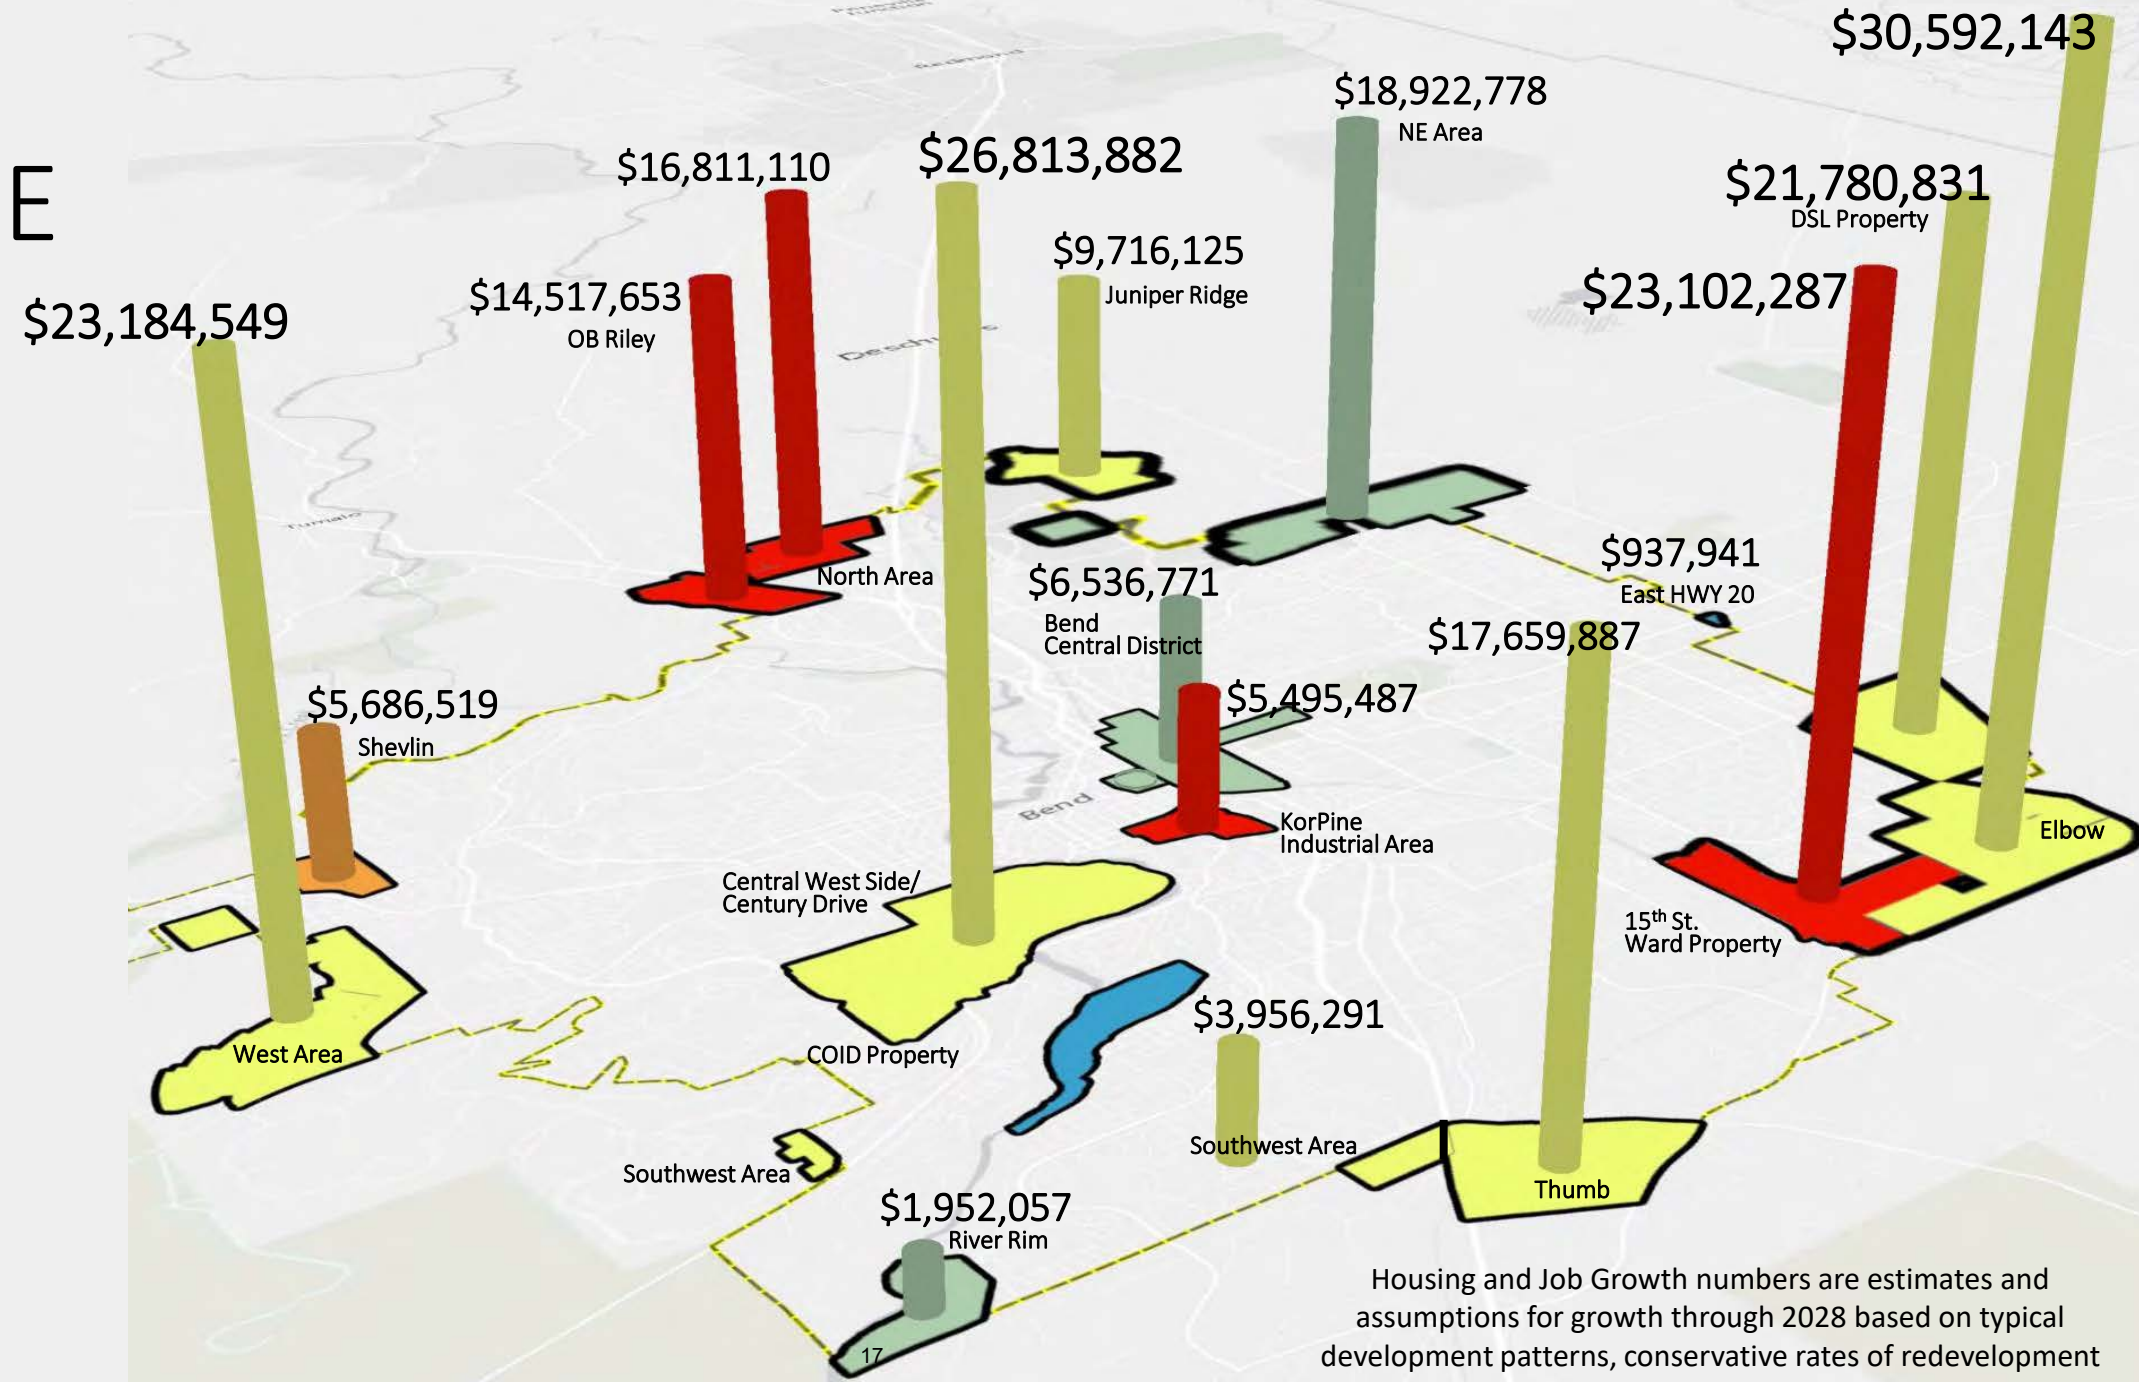 Redmond
$30,592,143
$18,922,778
NE Area
$26,813,882
$16,811,110
E
$21,780,831
DSL Property
$9,716,125
Juniper Ridge
$14,517,653
OB Riley
$23,102,287
$23,184,549
Tumalo
North Area
$937,941
East HWY 20
$6,536,771
Bend
Central District
$17,659,887
$5,686,519
Shevlin
$5,495,487
Bend
KorPine
Industrial Area
Elbow
Central West Side/
Century Drive
15th St.
Ward Property
$3,956,291
West Area
COID Property
Southwest Area
Southwest Area
Thumb
$1,952,057
River Rim
17
Housing and Job Growth numbers are estimates and
assumptions for growth through 2028 based on typical
development patterns, conservative rates of redevelopment